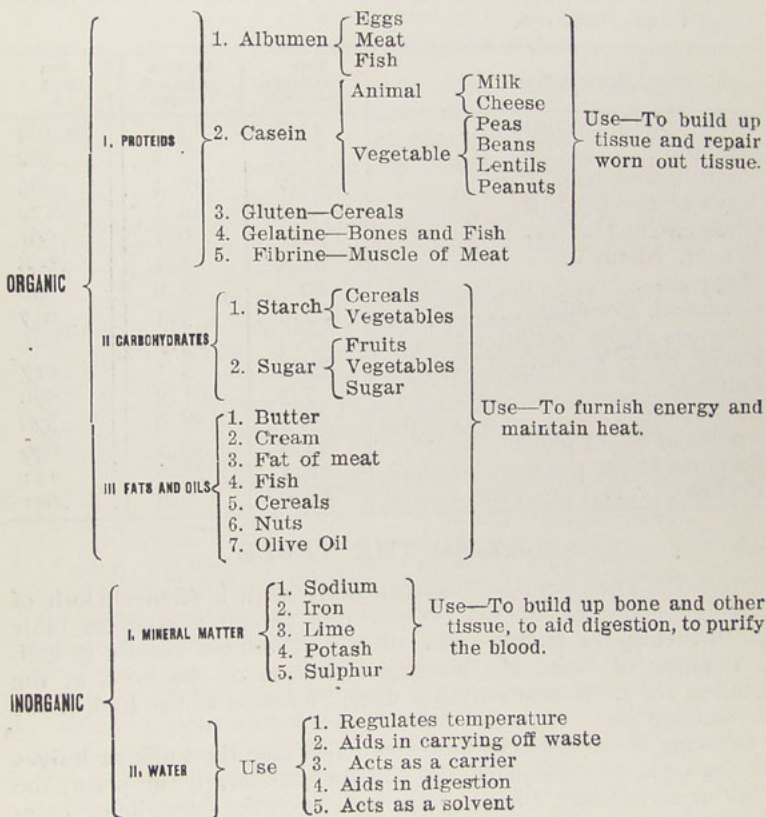 ORGANIC
I. PROTEIDS
1. Albumen
Eggs
Meat
Fish
2. Casein
Animal
Milk
Cheese
Vegetable
Peas
Beans
Lentils
Peanuts
3. Gluten—Cereals
4. Gelatine—Bones and Fish
5. Fibrine—Muscle of Meat
Use—To build up
tissue and repair
worn out tissue.
II CARBOHYDRATES
1. Starch
Cereals
Vegetables
2. Sugar
Fruits
Vegetables
Sugar
III FATS AND OILS
1. Butter
2. Cream
3. Fat of meat
4. Fish
5. Cereals
6. Nuts
7. Olive Oil
Use—To furnish energy and
maintain heat.
INORGANIC
I. MINERAL MATTER
1. Sodium
2. Iron
3. Lime
4. Potash
5. Sulphur
Use—To build up bone and other
tissue, to aid digestion, to purify
the blood.
II. WATER
Use
1. Regulates temperature
2. Aids in carrying off waste
3. Acts as a carrier
4. Aids in digestion
5. Acts as a solvent